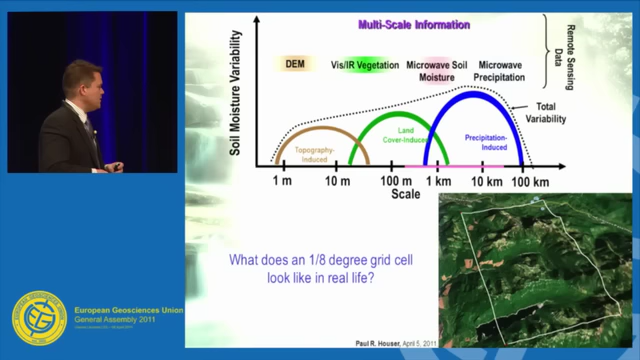 Multi-Scale Information
DEM
Vis/IR Vegetation
Microwave Soil
Moisture
Microwave
Precipitation
Remote Sensing
Data
Soil Moisture Variability
Total
Variability
Topography-
Induced
Land
Cover-Induced
Precipitation-
Induced
1 m
10 m
100 m
1 km
10 km
100 km
Scale
What does an 1/8 degree grid cell
look like in real life?
European Geosciences Union
General Assembly 2011
Paul R. Houser, April 5, 2011